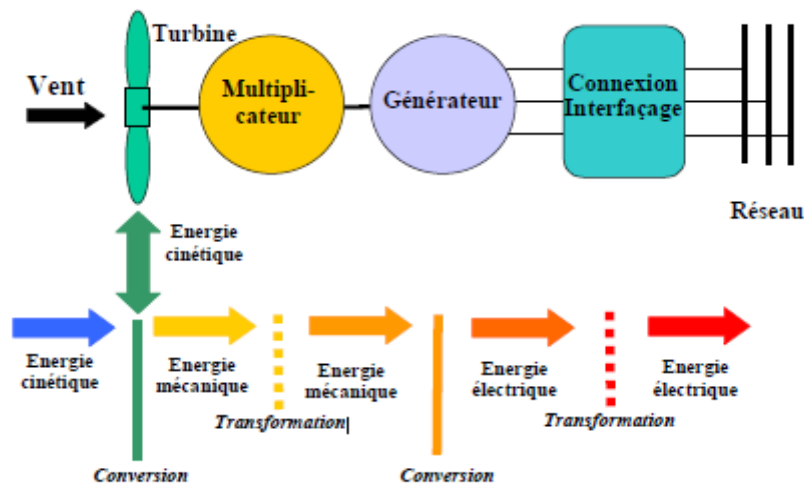 Turbine
Vent
Multipli-
cateur
Générateur
Connexion
Interfaçage
Réseau
Energie
cinétique
Energie
cinétique
Energie
mécanique
Energie
mécanique
Energie
électrique
Energie
électrique
Transformation
Transformation
Conversion
Conversion